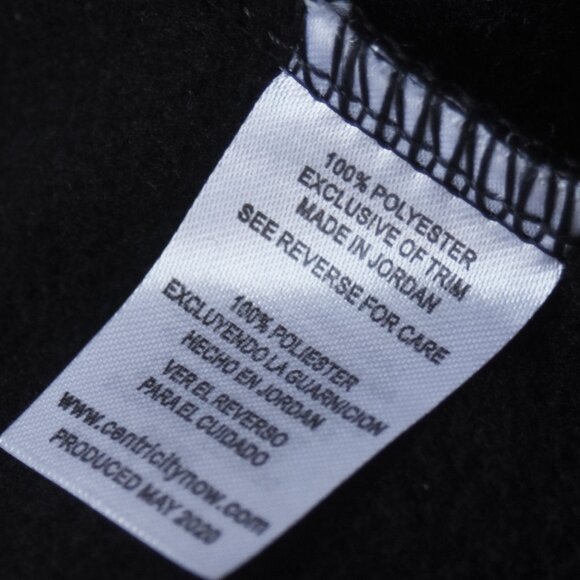 100% POLYESTER
EXCLUSIVE OF TRIM
MADE IN JORDAN
SEE REVERSE FOR CARE
100% POLIESTER
EXCLUYENDO LA GUARNICION
HECHO EN JORDAN
VER EL REVERSO
PARA EL CUIDADO
www.centricitynow.com
PRODUCED MAY 2020